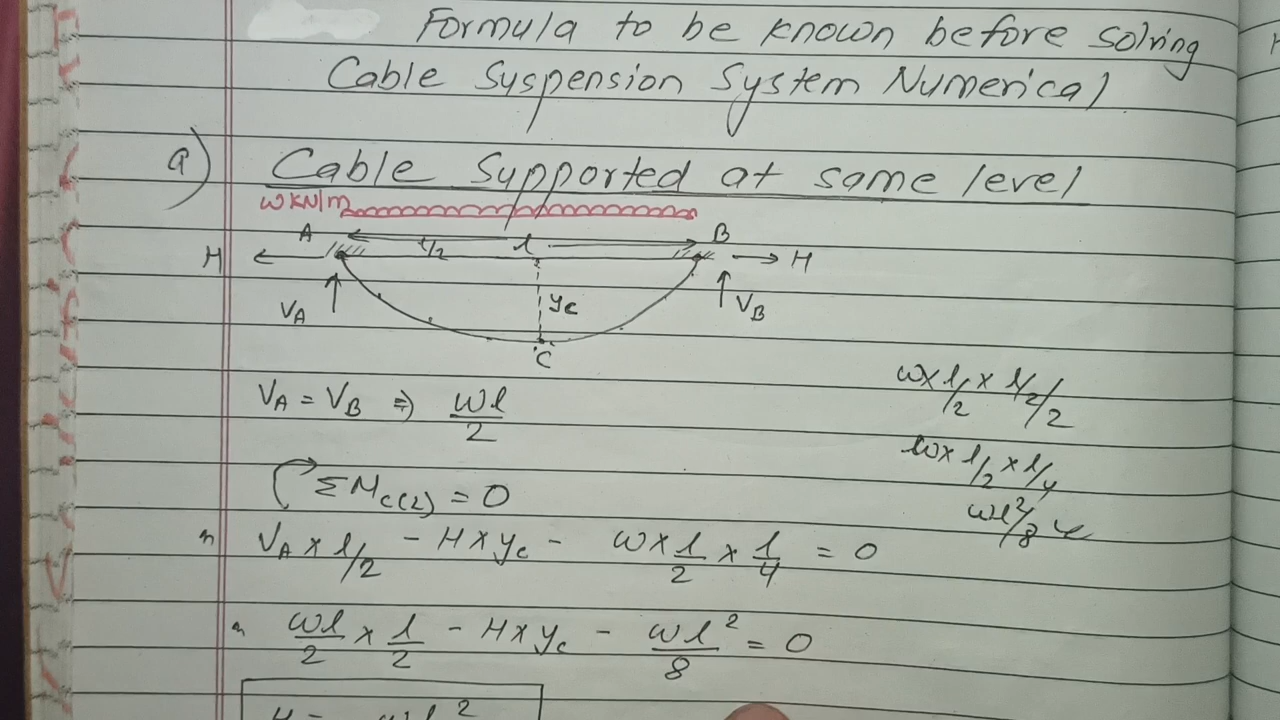 Formula to be known before solving
Cable Suspension System Numerical
a) Cable Supported at same level
w kN/m
A l/2 l B
H H
VA yc VB
C
VA = VB ⇒ wl/2
w x l/2 x l/2/2
w x l/2 x l/4
wl²/8
ΣMc(L) = 0
VA x l/2 - H x yc - w x l/2 x l/4 = 0
wl/2 x l/2 - H x yc - wl²/8 = 0
H = wl²